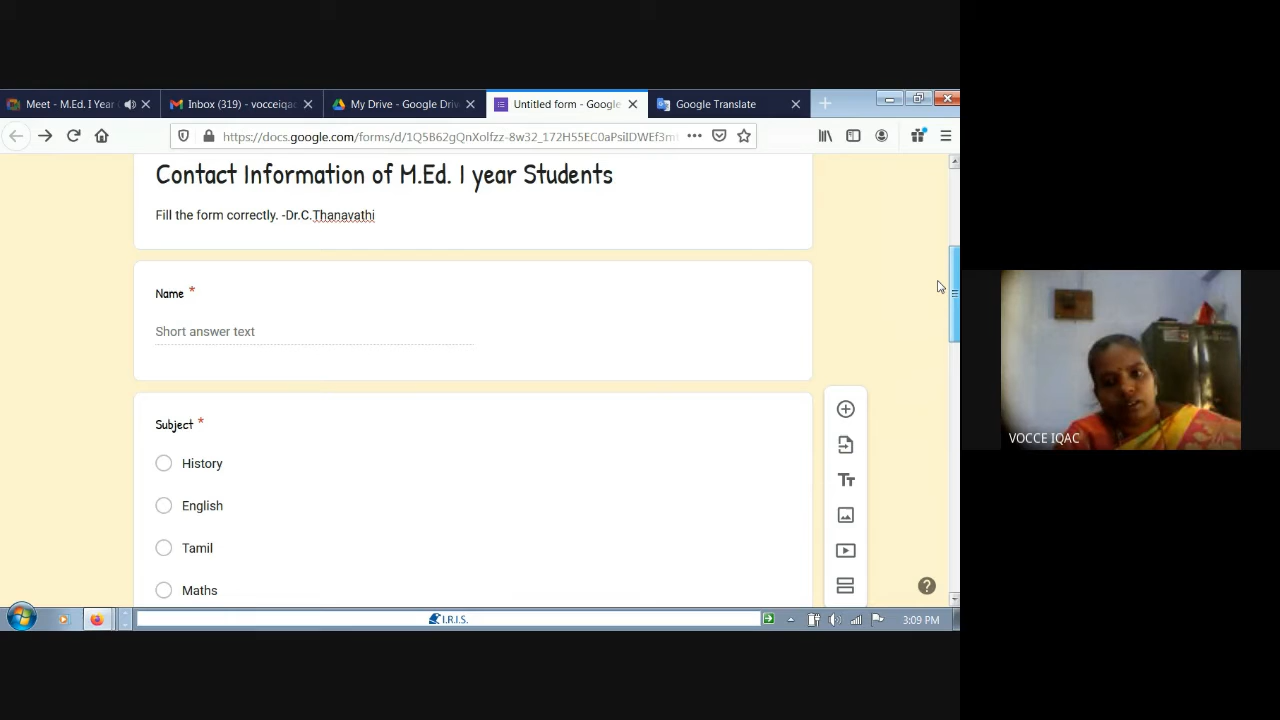 Meet - M.Ed. I Year
Inbox (319) - vocceiqac
My Drive - Google Driv
Untitled form - Google
Google Translate
https://docs.google.com/forms/d/1Q5B62gQnXolfzz-8w32_172H55EC0aPsiIDWEf3m
Contact Information of M.Ed. I year Students
Fill the form correctly. -Dr.C.Thanavathi
Name *
Short answer text
Subject *
History
English
Tamil
Maths
VOCCE IQAC
I.R.I.S.
3:09 PM